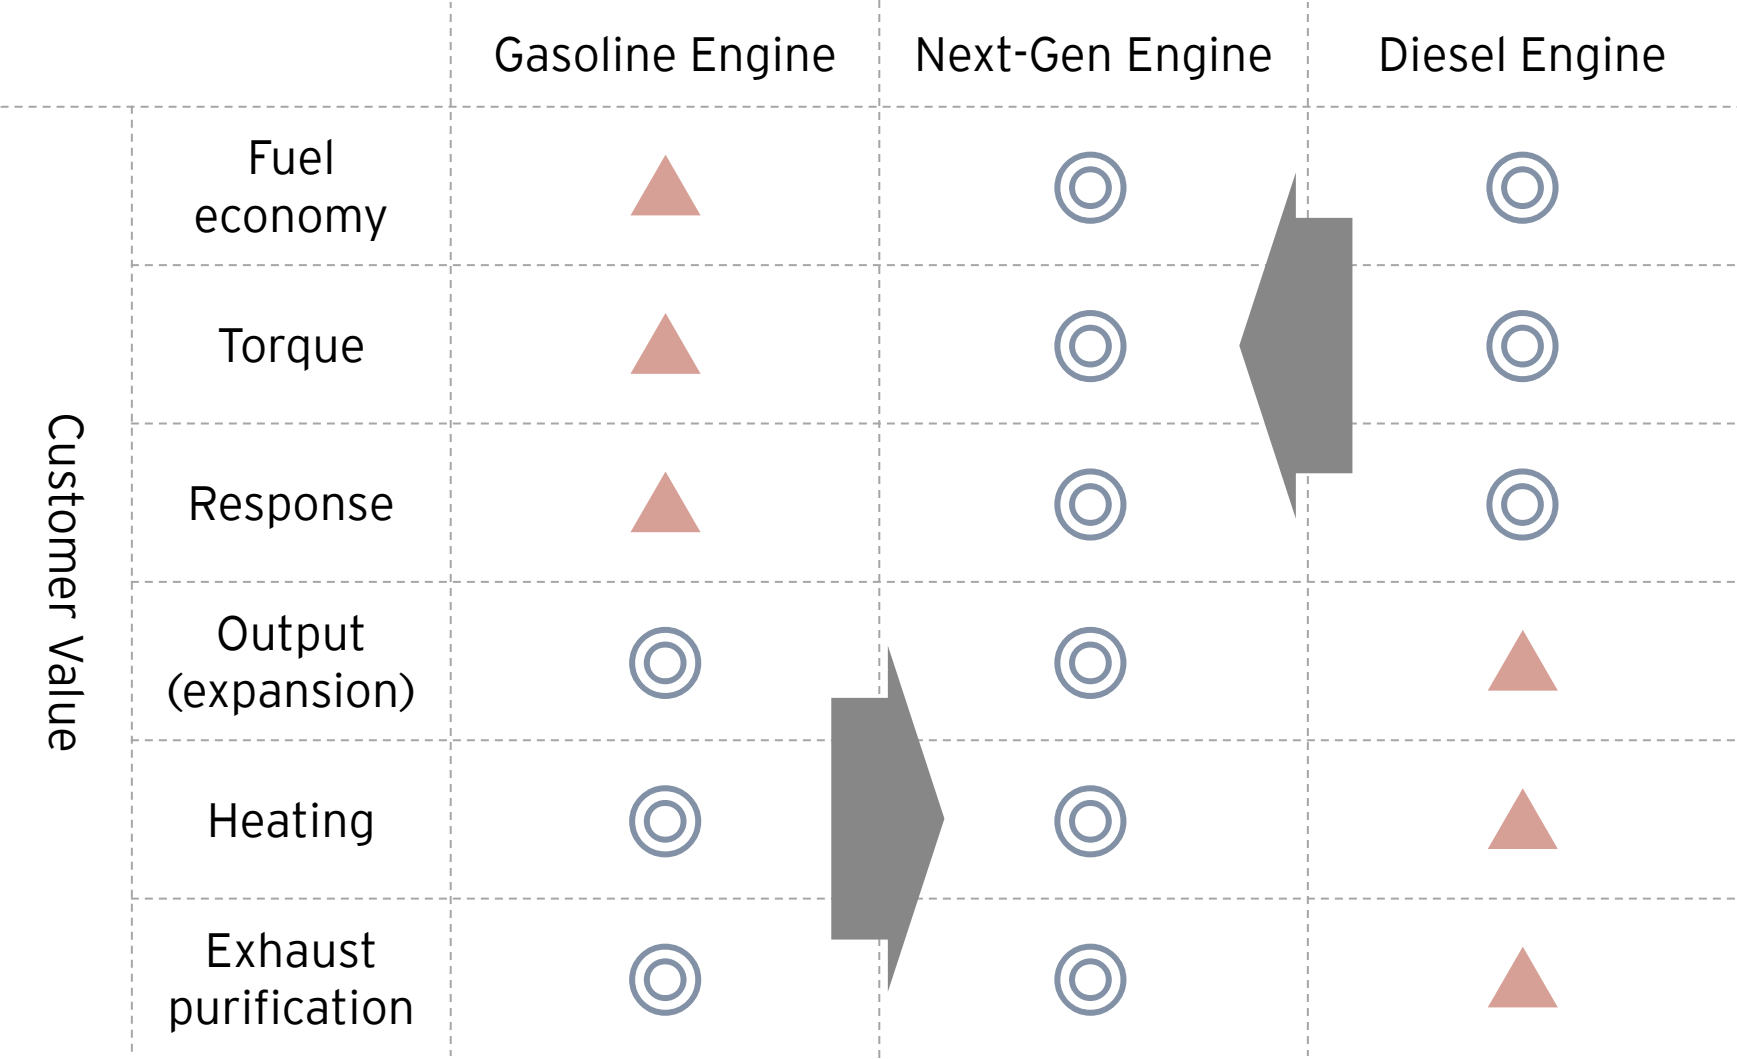 Gasoline Engine
Next-Gen Engine
Diesel Engine
Customer Value
Fuel
economy
Torque
Response
Output
(expansion)
Heating
Exhaust
purification